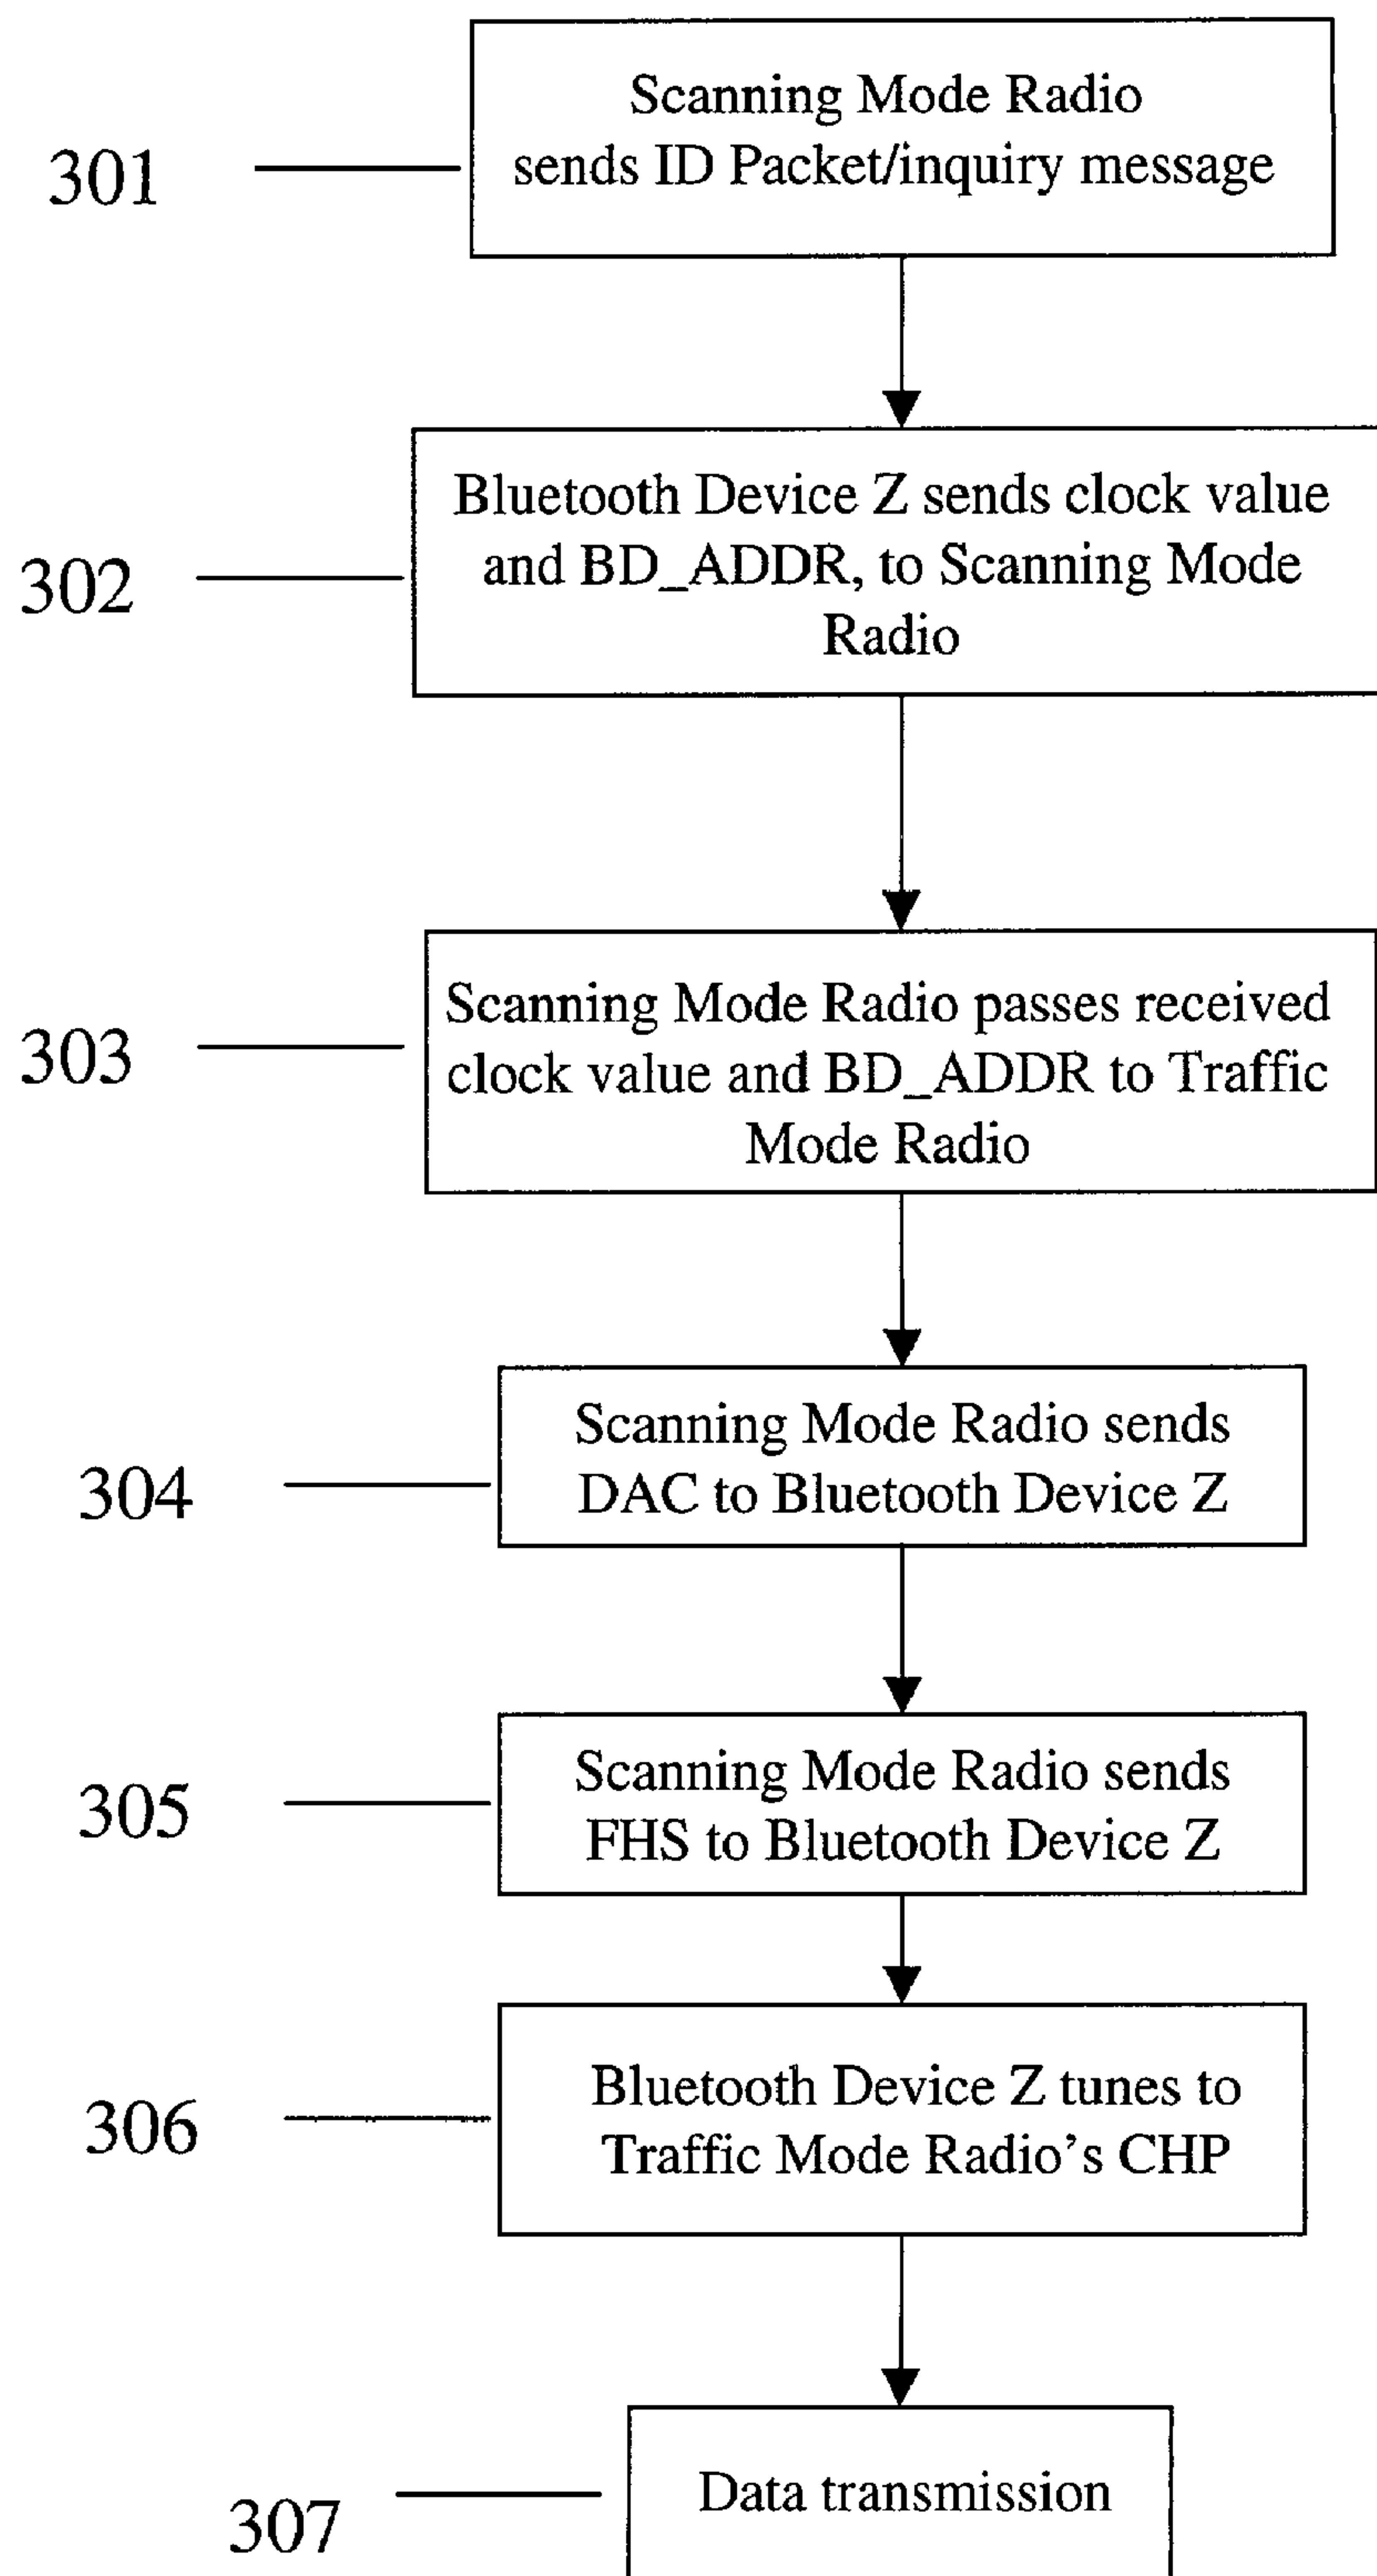 Scanning Mode Radio
301
sends ID Packet/inquiry message
Bluetooth Device Z sends clock value
302
and BD_ADDR, to Scanning Mode
Radio
Scanning Mode Radio passes received
303
clock value and BD_ADDR to Traffic
Mode Radio
Scanning Mode Radio sends
304
DAC to Bluetooth Device Z
Scanning Mode Radio sends
305
FHS to Bluetooth Device Z
Bluetooth Device Z tunes to
306
Traffic Mode Radio's CHP
Data transmission
307